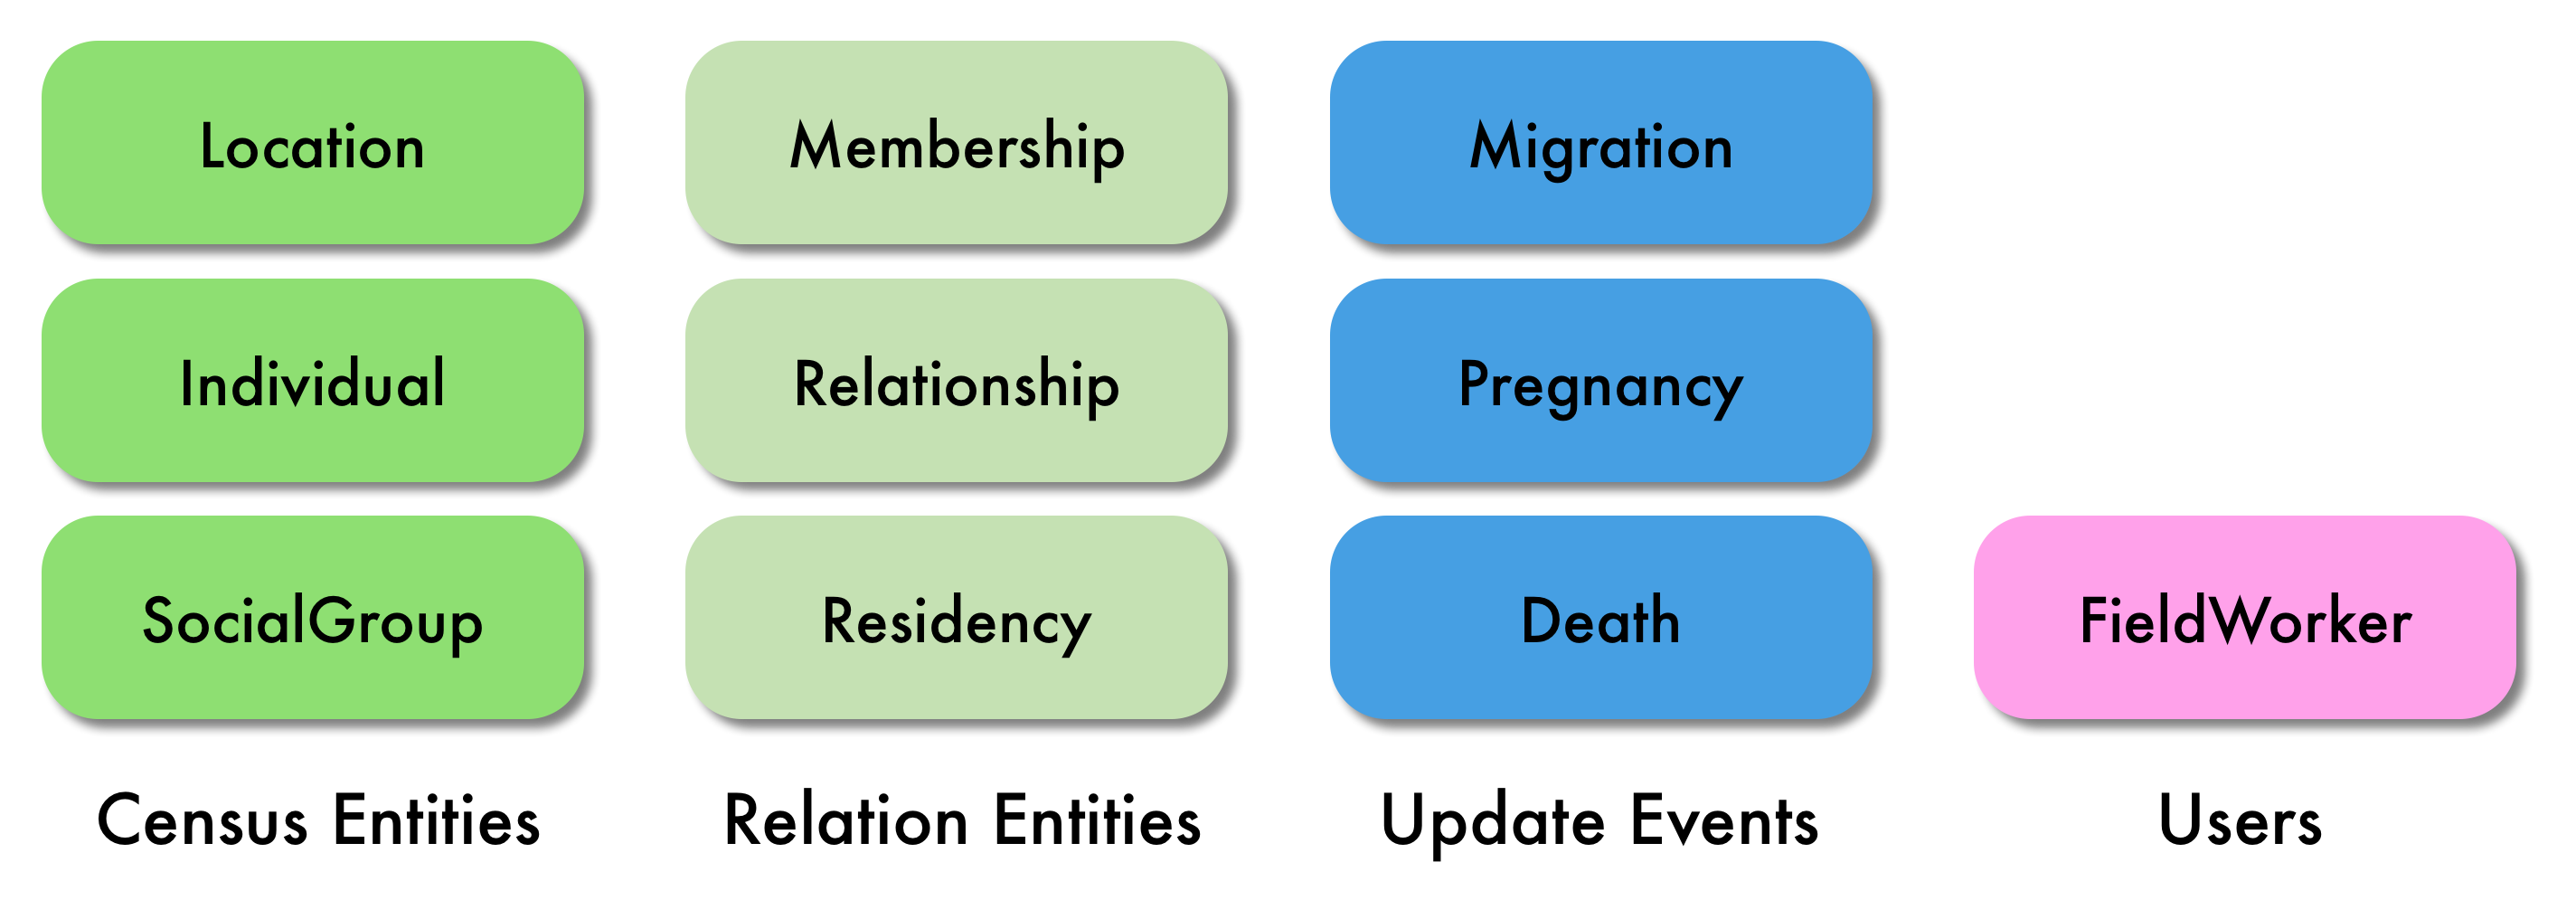 Location
Membership
Migration
Individual
Relationship
Pregnancy
SocialGroup
Residency
Death
FieldWorker
Census Entities
Relation Entities
Update Events
Users